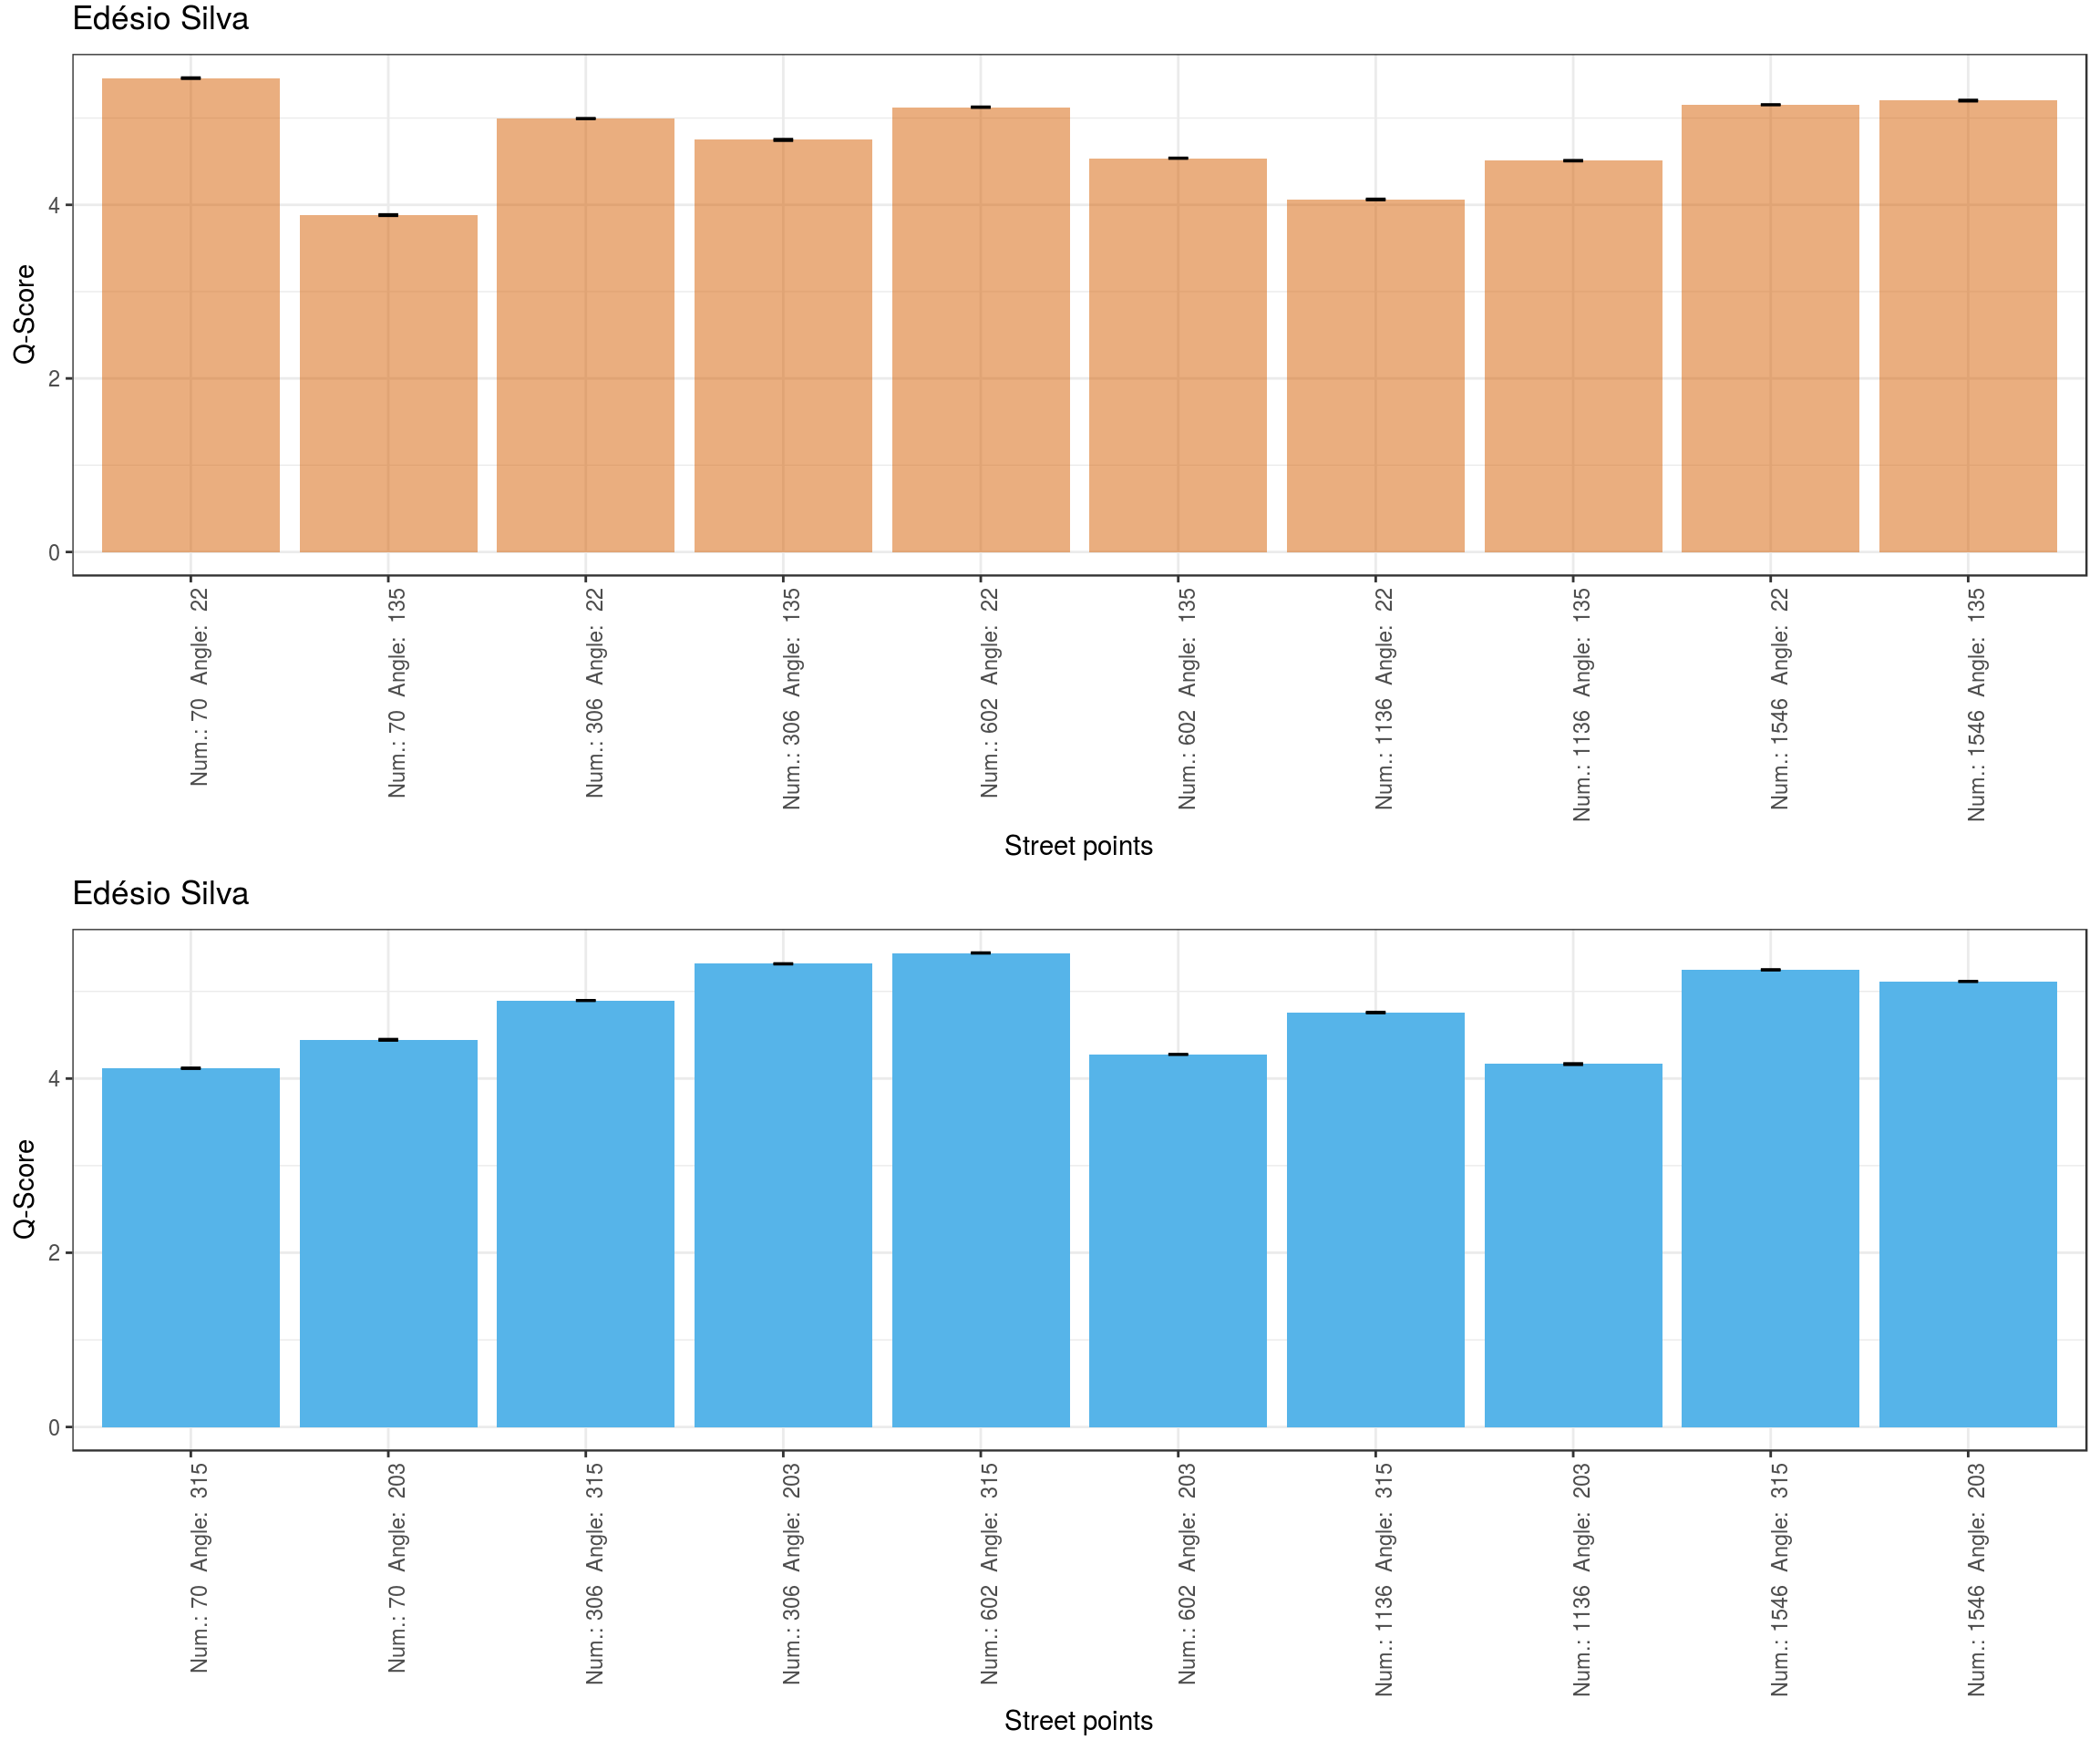 Edésio Silva
Q-Score
4
2
0
Num.: 70 Angle: 22
Num.: 70 Angle: 135
Num.: 306 Angle: 22
Num.: 306 Angle: 135
Num.: 602 Angle: 22
Num.: 602 Angle: 135
Num.: 1136 Angle: 22
Num.: 1136 Angle: 135
Num.: 1546 Angle: 22
Num.: 1546 Angle: 135
Street points
Edésio Silva
Q-Score
4
2
0
Num.: 70 Angle: 315
Num.: 70 Angle: 203
Num.: 306 Angle: 315
Num.: 306 Angle: 203
Num.: 602 Angle: 315
Num.: 602 Angle: 203
Num.: 1136 Angle: 315
Num.: 1136 Angle: 203
Num.: 1546 Angle: 315
Num.: 1546 Angle: 203
Street points